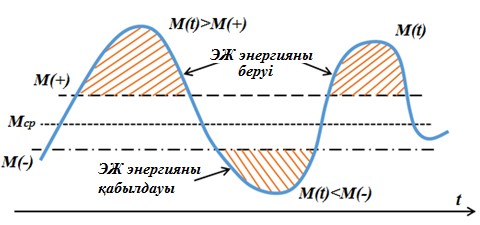 M(t)>M(+)
M(t)
ЭЖ энергияны
беруі
M(+)
Mср
M(-)
ЭЖ энергияны
қабылдауы
M(t)<M(-)
t